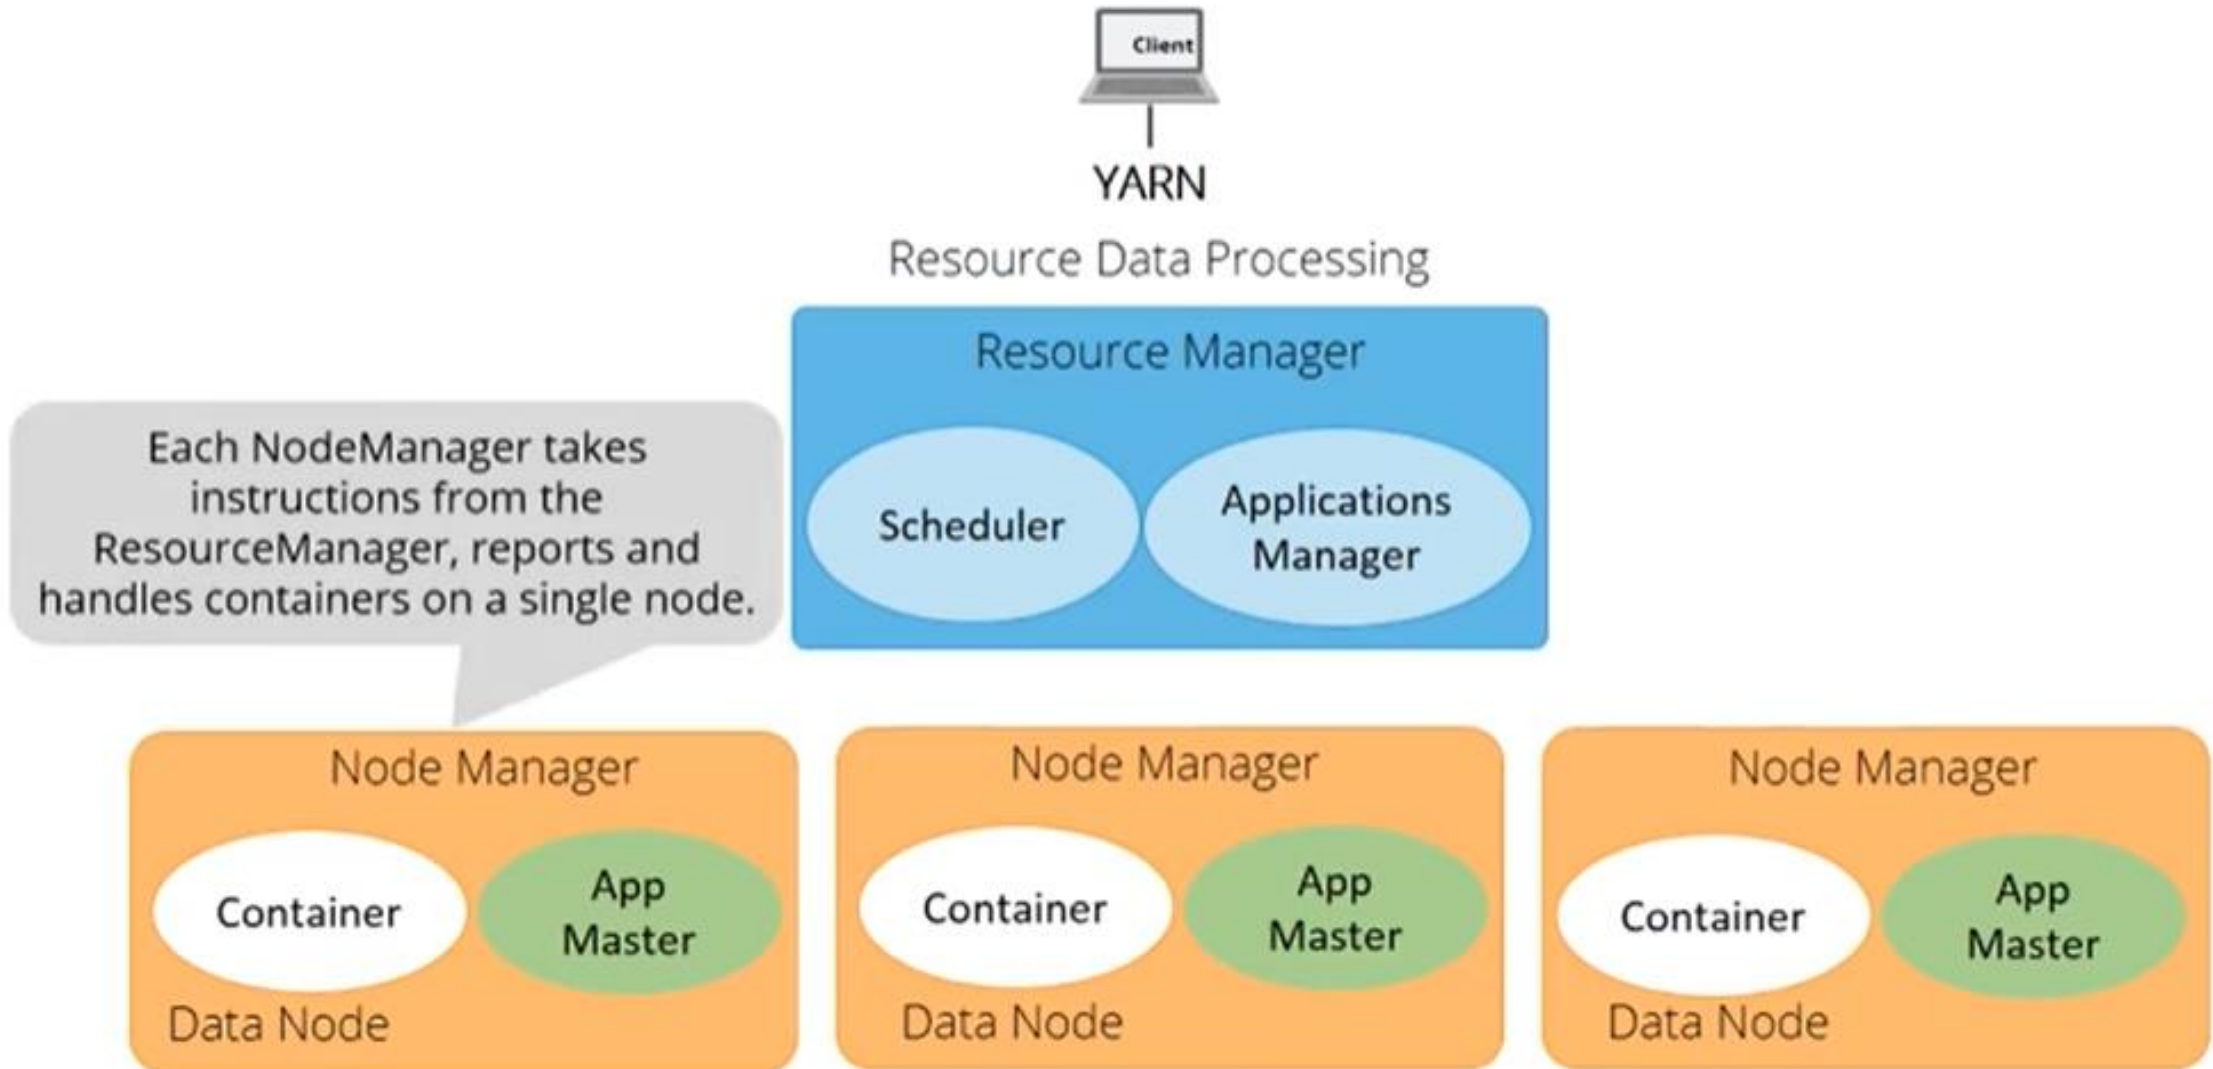 Client
YARN
Resource Data Processing
Resource Manager
Scheduler
Applications
Manager
Each NodeManager takes
instructions from the
ResourceManager, reports and
handles containers on a single node.
Node Manager
Container
App
Master
Data Node
Node Manager
Container
App
Master
Data Node
Node Manager
Container
App
Master
Data Node